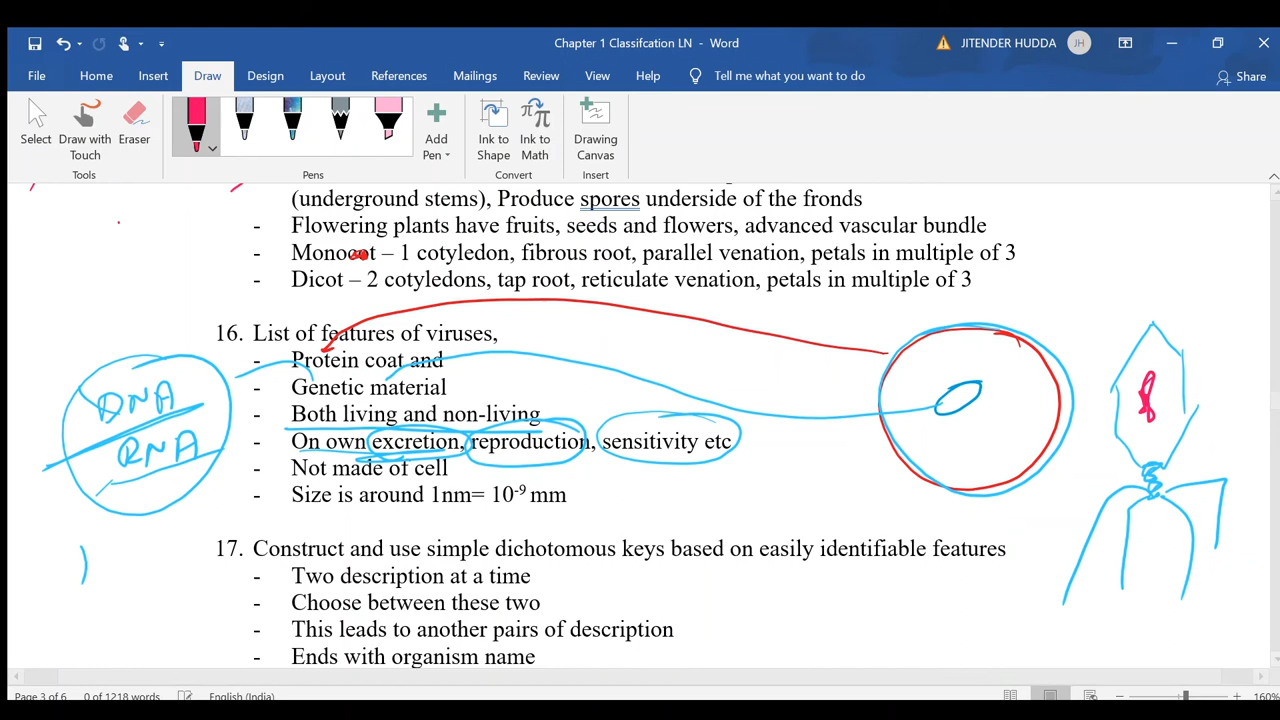 Chapter 1 Classifcation LN - Word
JITENDER HUDDA
JH
File Home Insert Draw Design Layout References Mailings Review View Help Tell me what you want to do
Share
Select
Draw with Touch
Eraser
Add Pen
Ink to Shape
Ink to Math
Drawing Canvas
Tools
Pens
Convert
Insert
(underground stems), Produce spores underside of the fronds
- Flowering plants have fruits, seeds and flowers, advanced vascular bundle
- Monocot – 1 cotyledon, fibrous root, parallel venation, petals in multiple of 3
- Dicot – 2 cotyledons, tap root, reticulate venation, petals in multiple of 3
16. List of features of viruses,
- Protein coat and
- Genetic material
- Both living and non-living
- On own excretion, reproduction, sensitivity etc
- Not made of cell
- Size is around 1nm= 10-9 mm
DNA
RNA
17. Construct and use simple dichotomous keys based on easily identifiable features
- Two description at a time
- Choose between these two
- This leads to another pairs of description
- Ends with organism name
Page 3 of 6 0 of 1218 words English (India) 160%